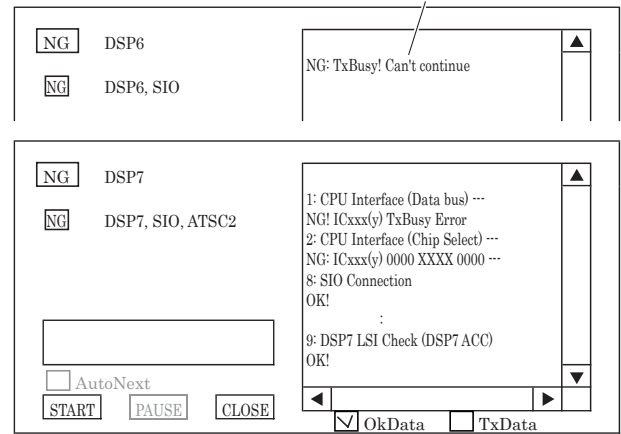 NG DSP6
NG DSP6, SIO
NG: TxBusy! Can't continue
NG DSP7
NG DSP7, SIO, ATSC2
1: CPU Interface (Data bus) ---
NG! ICxxx(y) TxBusy Error
2: CPU Interface (Chip Select) ---
NG: ICxxx(y) 0000 XXXX 0000 ---
8: SIO Connection
OK!
:
9: DSP7 LSI Check (DSP7 ACC)
OK!
AutoNext
START PAUSE CLOSE
OkData TxData